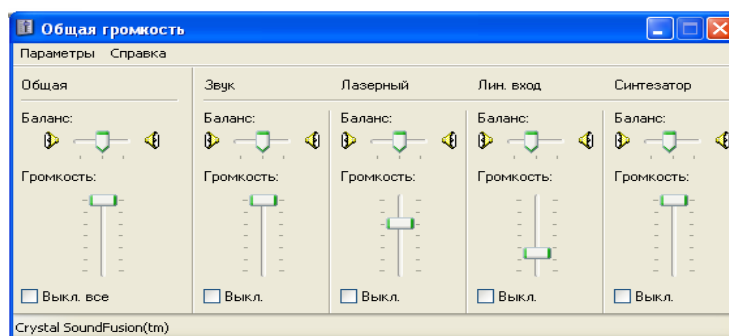 Общая громкость
Параметры Справка
Общая Звук Лазерный Лин. вход Синтезатор
Баланс: Баланс: Баланс: Баланс: Баланс:
Громкость: Громкость: Громкость: Громкость: Громкость:
Выкл. все Выкл. Выкл. Выкл. Выкл.
Crystal SoundFusion(tm)